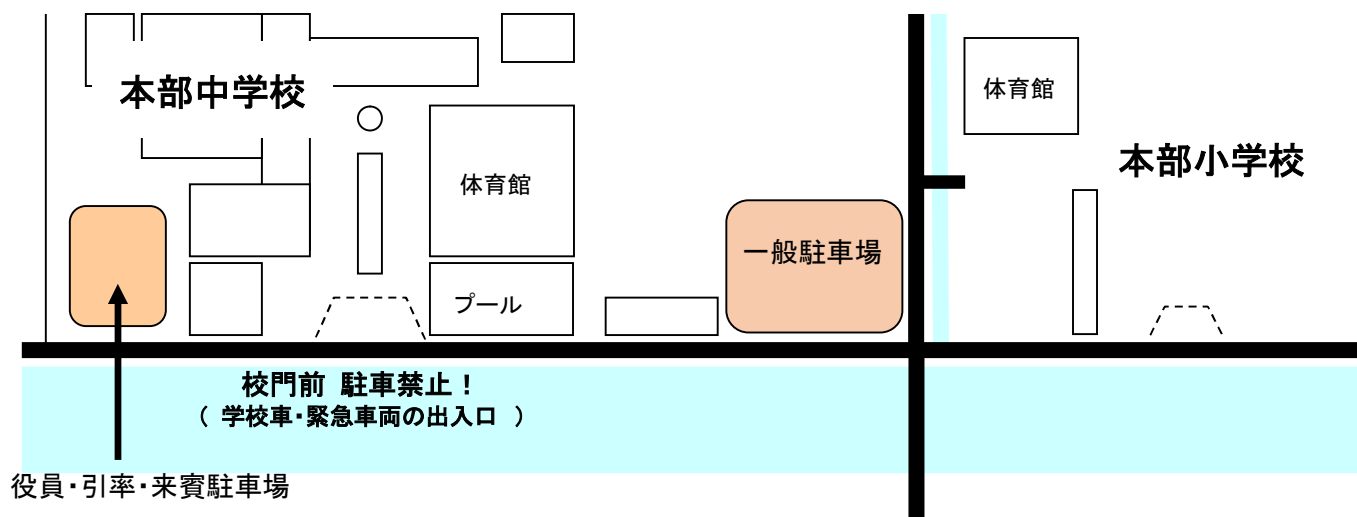 本部中学校
体育館
本部小学校
体育館
一般駐車場
プール
校門前 駐車禁止！
（ 学校車・緊急車両の出入口 ）
役員・引率・来賓駐車場